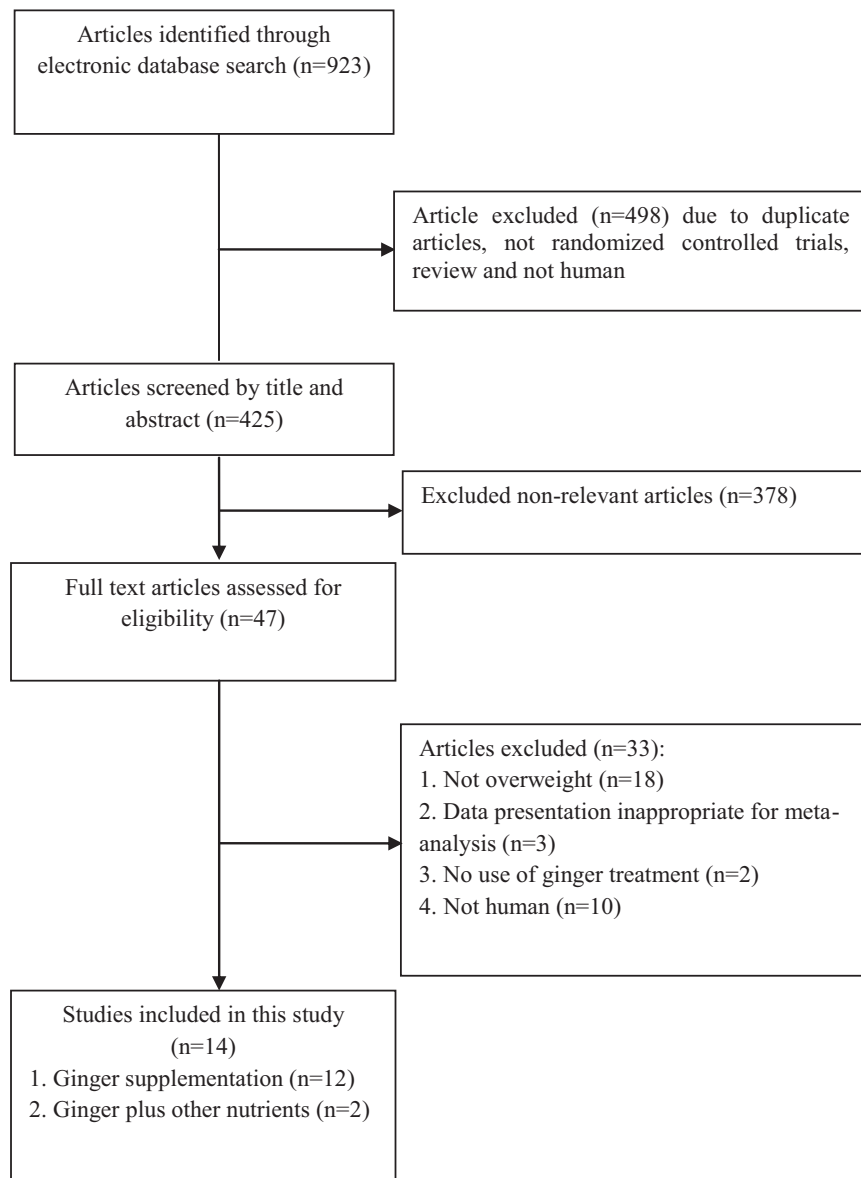 Articles identified through
electronic database search (n=923)
Article excluded (n=498) due to duplicate
articles, not randomized controlled trials,
review and not human
Articles screened by title and
abstract (n=425)
Excluded non-relevant articles (n=378)
Full text articles assessed for
eligibility (n=47)
Articles excluded (n=33):
1. Not overweight (n=18)
2. Data presentation inappropriate for meta-
analysis (n=3)
3. No use of ginger treatment (n=2)
4. Not human (n=10)
Studies included in this study
(n=14)
1. Ginger supplementation (n=12)
2. Ginger plus other nutrients (n=2)